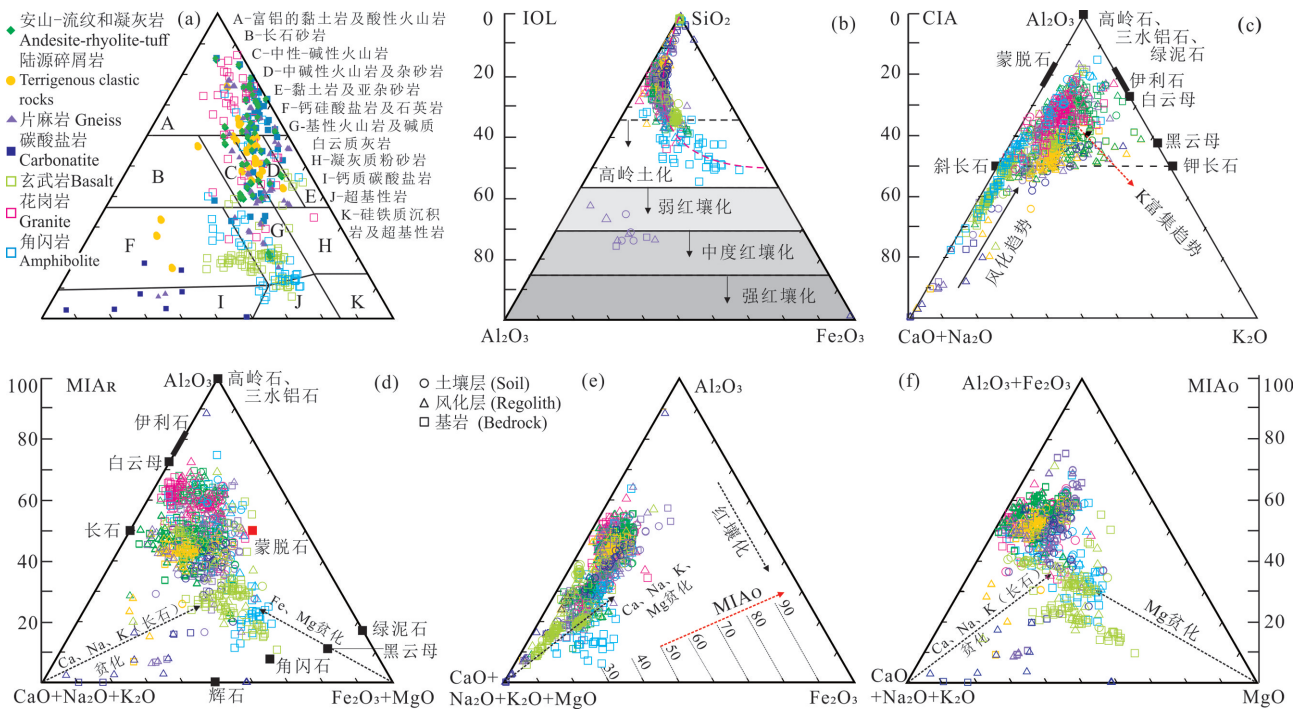 安山-流纹和凝灰岩
Andesite-rhyolite-tuff
陆源碎屑岩
Terrigenous clastic
rocks
片麻岩 Gneiss
碳酸盐岩
Carbonatite
玄武岩Basalt
花岗岩
Granite
角闪岩
Amphibolite
(a)
A-富铝的黏土岩及酸性火山岩
B-长石砂岩
C-中性-碱性火山岩
D-中碱性火山岩及杂砂岩
E-黏土岩及亚杂砂岩
F-钙硅酸盐岩及石英岩
G-基性火山岩及碱质
白云质灰岩
H-凝灰质粉砂岩
I-钙质碳酸盐岩
J-超基性岩
K-硅铁质沉积
岩及超基性岩
A
B
C
D
E
F
G
H
I
J
K
0
IOL
SiO₂
(b)
20
40
60
80
高岭土化
弱红壤化
中度红壤化
强红壤化
Al₂O₃
Fe₂O₃
0
CIA
Al₂O₃
高岭石、
三水铝石、
绿泥石
(c)
蒙脱石
伊利石
白云母
黑云母
斜长石
钾长石
20
40
60
80
风化趋势
K富集趋势
CaO+Na₂O
K₂O
100
MIAR
Al₂O₃
高岭石、
三水铝石
(d)
伊利石
白云母
长石
蒙脱石
80
60
40
20
0
Ca、Na、K（长石）
贫化
Fe、Mg贫化
绿泥石
黑云母
角闪石
辉石
CaO+Na₂O+K₂O
Fe₂O₃+MgO
土壤层 (Soil)
风化层 (Regolith)
基岩 (Bedrock)
(e)
Al₂O₃
红壤化
Ca、Na、K、
Mg贫化
MIAO
30
40
50
60
70
80
90
CaO+
Na₂O+K₂O+MgO
Fe₂O₃
(f)
Al₂O₃+Fe₂O₃
MIAO
100
80
60
40
20
0
Ca、Na、K（长石）
贫化
Mg贫化
CaO
+Na₂O+K₂O
MgO